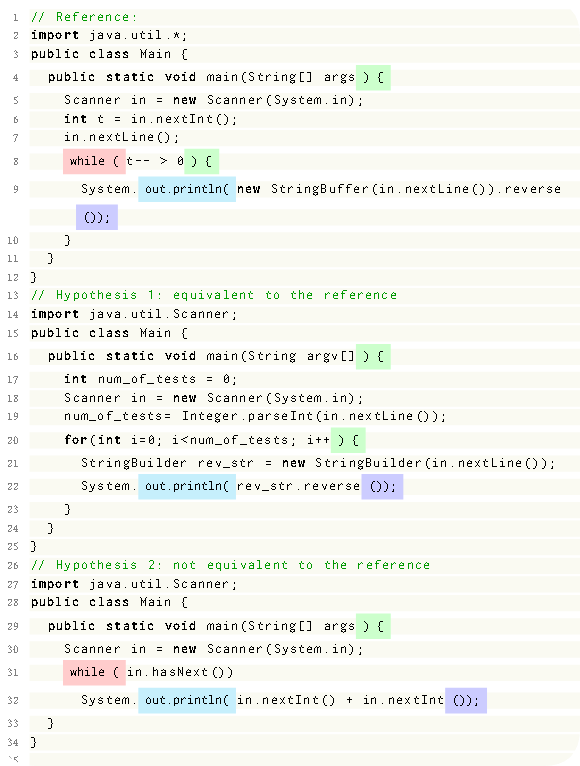 1 // Reference:
2 import java.util.*;
3 public class Main {
4 public static void main(String[] args) {
5 Scanner in = new Scanner(System.in);
6 int t = in.nextInt();
7 in.nextLine();
8 while (t-- > 0) {
9 System.out.println(new StringBuffer(in.nextLine()).reverse
());
10 }
11 }
12 }
13 // Hypothesis 1: equivalent to the reference
14 import java.util.Scanner;
15 public class Main {
16 public static void main(String argv[]) {
17 int num_of_tests = 0;
18 Scanner in = new Scanner(System.in);
19 num_of_tests= Integer.parseInt(in.nextLine());
20 for(int i=0; i<num_of_tests; i++) {
21 StringBuilder rev_str = new StringBuilder(in.nextLine());
22 System.out.println(rev_str.reverse());
23 }
24 }
25 }
26 // Hypothesis 2: not equivalent to the reference
27 import java.util.Scanner;
28 public class Main {
29 public static void main(String[] args) {
30 Scanner in = new Scanner(System.in);
31 while (in.hasNext())
32 System.out.println(in.nextInt() + in.nextInt());
33 }
34 }